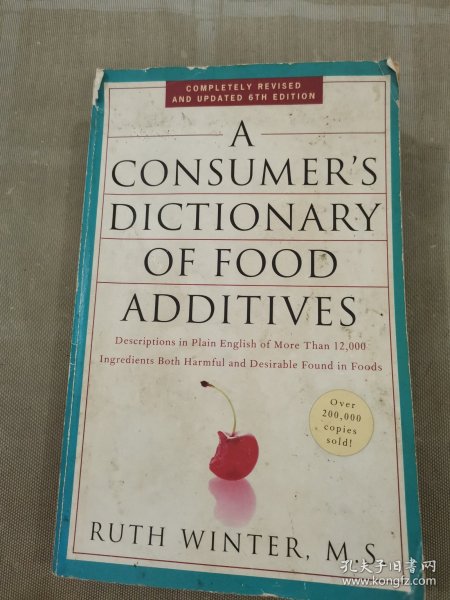 COMPLETELY REVISED
AND UPDATED 6TH EDITION
A
CONSUMER'S
DICTIONARY
OF FOOD
ADDITIVES
Descriptions in Plain English of More Than 12,000
Ingredients Both Harmful and Desirable Found in Foods
Over
200,000
copies
sold!
RUTH WINTER, M.S.
孔夫子旧书网
www.kongfz.com